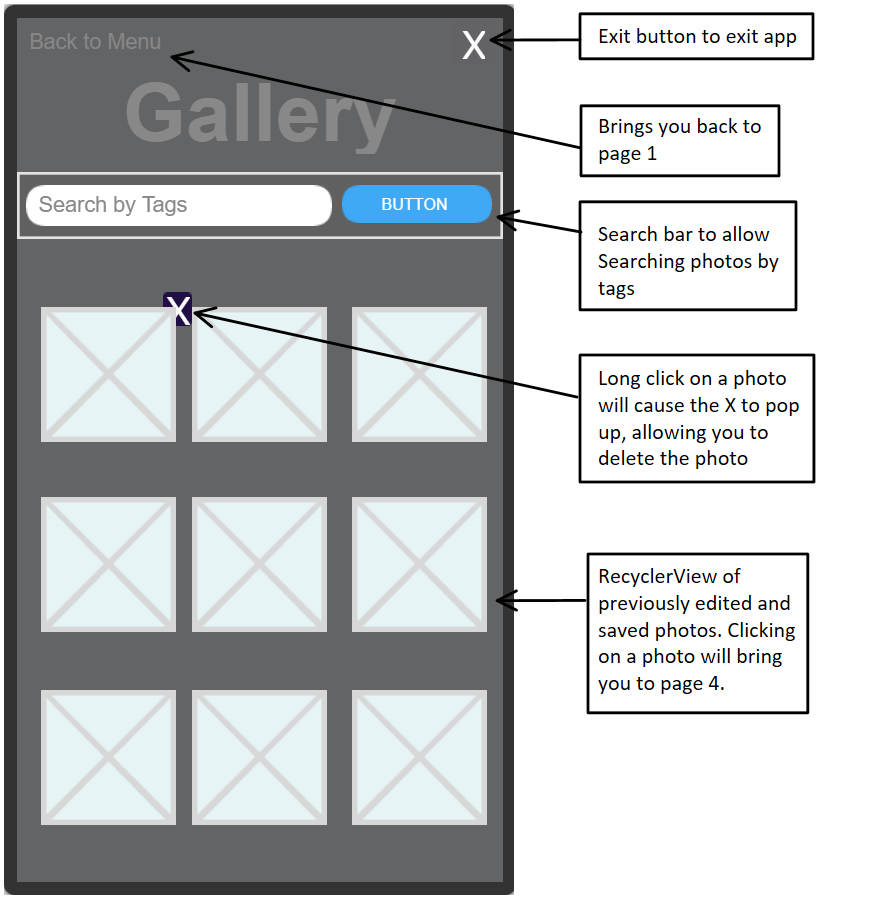 Back to Menu
X
Gallery
Search by Tags
BUTTON
X
Exit button to exit app
Brings you back to
page 1
Search bar to allow
Searching photos by
tags
Long click on a photo
will cause the X to pop
up, allowing you to
delete the photo
RecyclerView of
previously edited and
saved photos. Clicking
on a photo will bring
you to page 4.